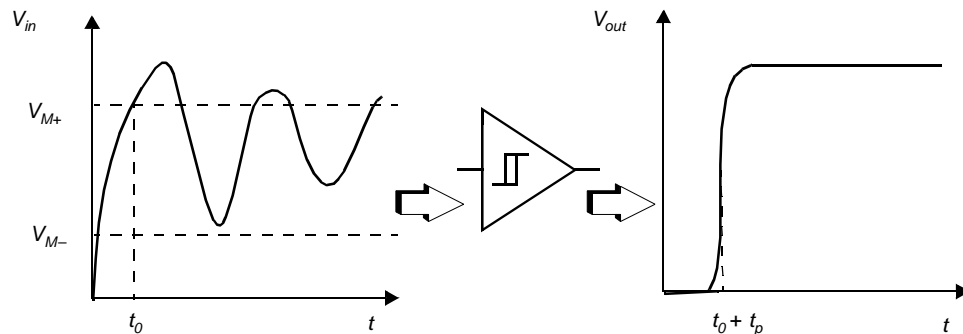 V_in
V_out
V_M+
V_M–
t_0
t
t_0 + t_p
t